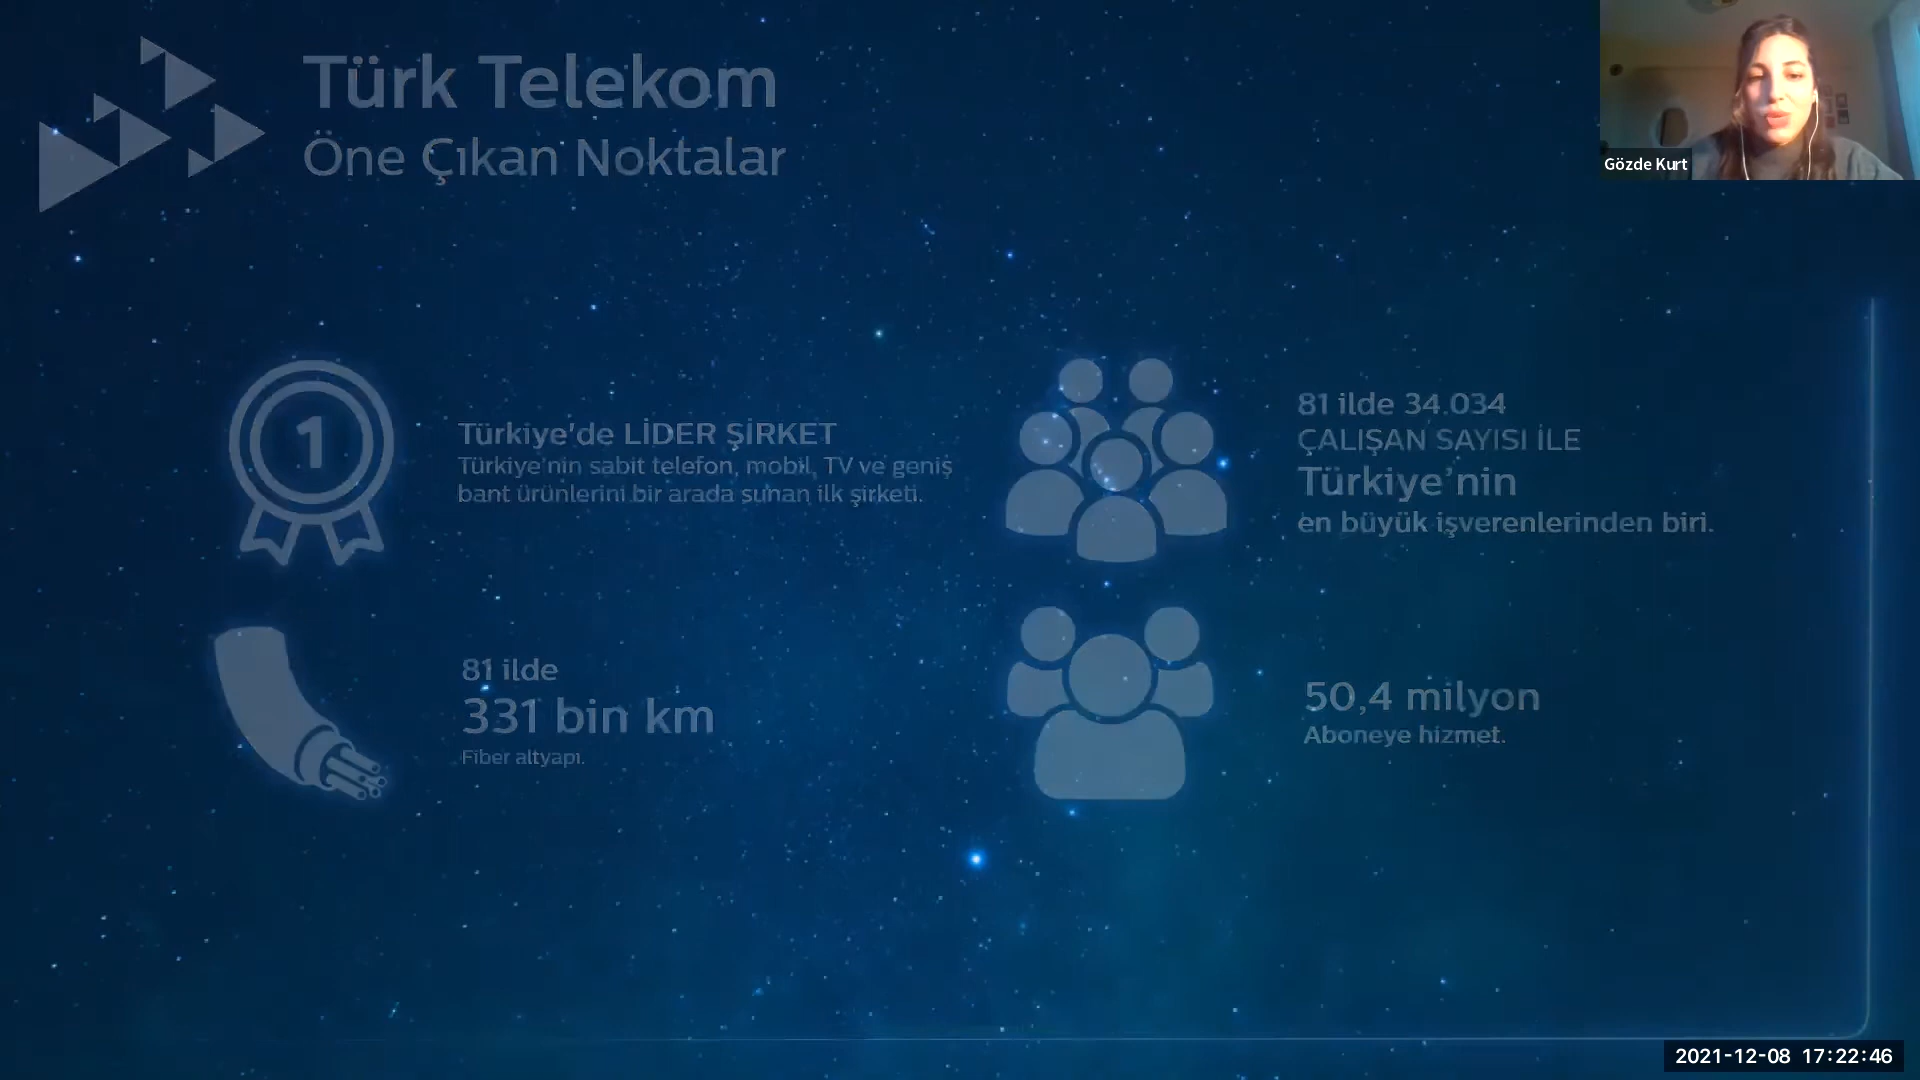 Türk Telekom
Öne Çıkan Noktalar
Gözde Kurt
1
Türkiye'de LİDER ŞİRKET
Türkiye'nin sabit telefon, mobil, TV ve geniş
bant ürünlerini bir arada sunan ilk şirketi.
81 ilde 34.034
ÇALIŞAN SAYISI İLE
Türkiye'nin
en büyük işverenlerinden biri.
81 ilde
331 bin km
Fiber altyapı.
50,4 milyon
Aboneye hizmet.
2021-12-08 17:22:46